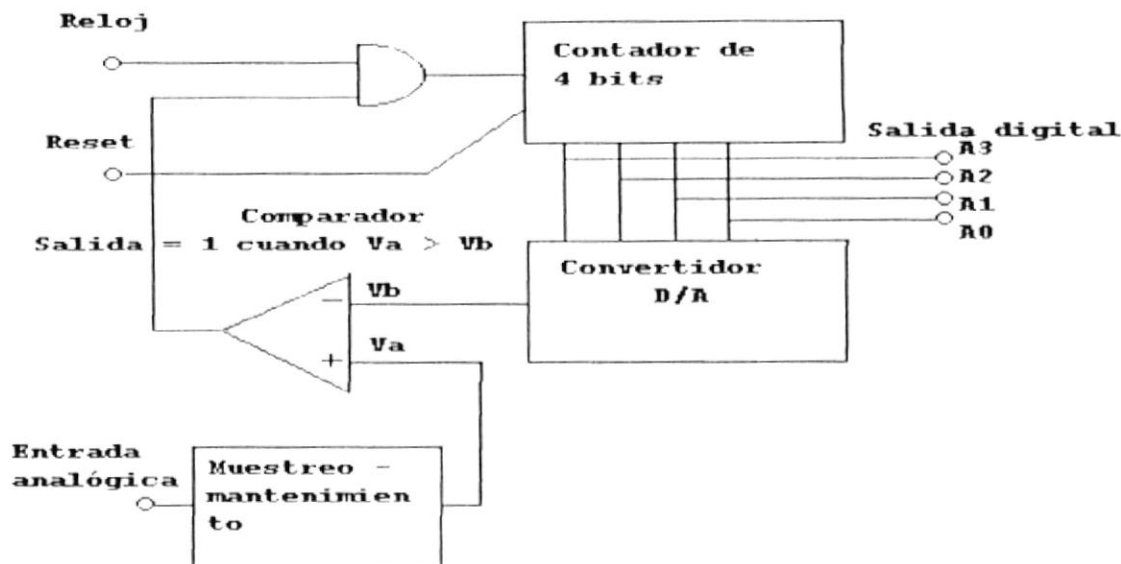 Reloj
Contador de
4 bits
Reset
Salida digital
A3
A2
A1
A0
Comparador
Salida = 1 cuando Va > Vb
Convertidor
D/A
Vb
−
Va
+
Entrada
analógica
Muestreo -
mantenimien
to